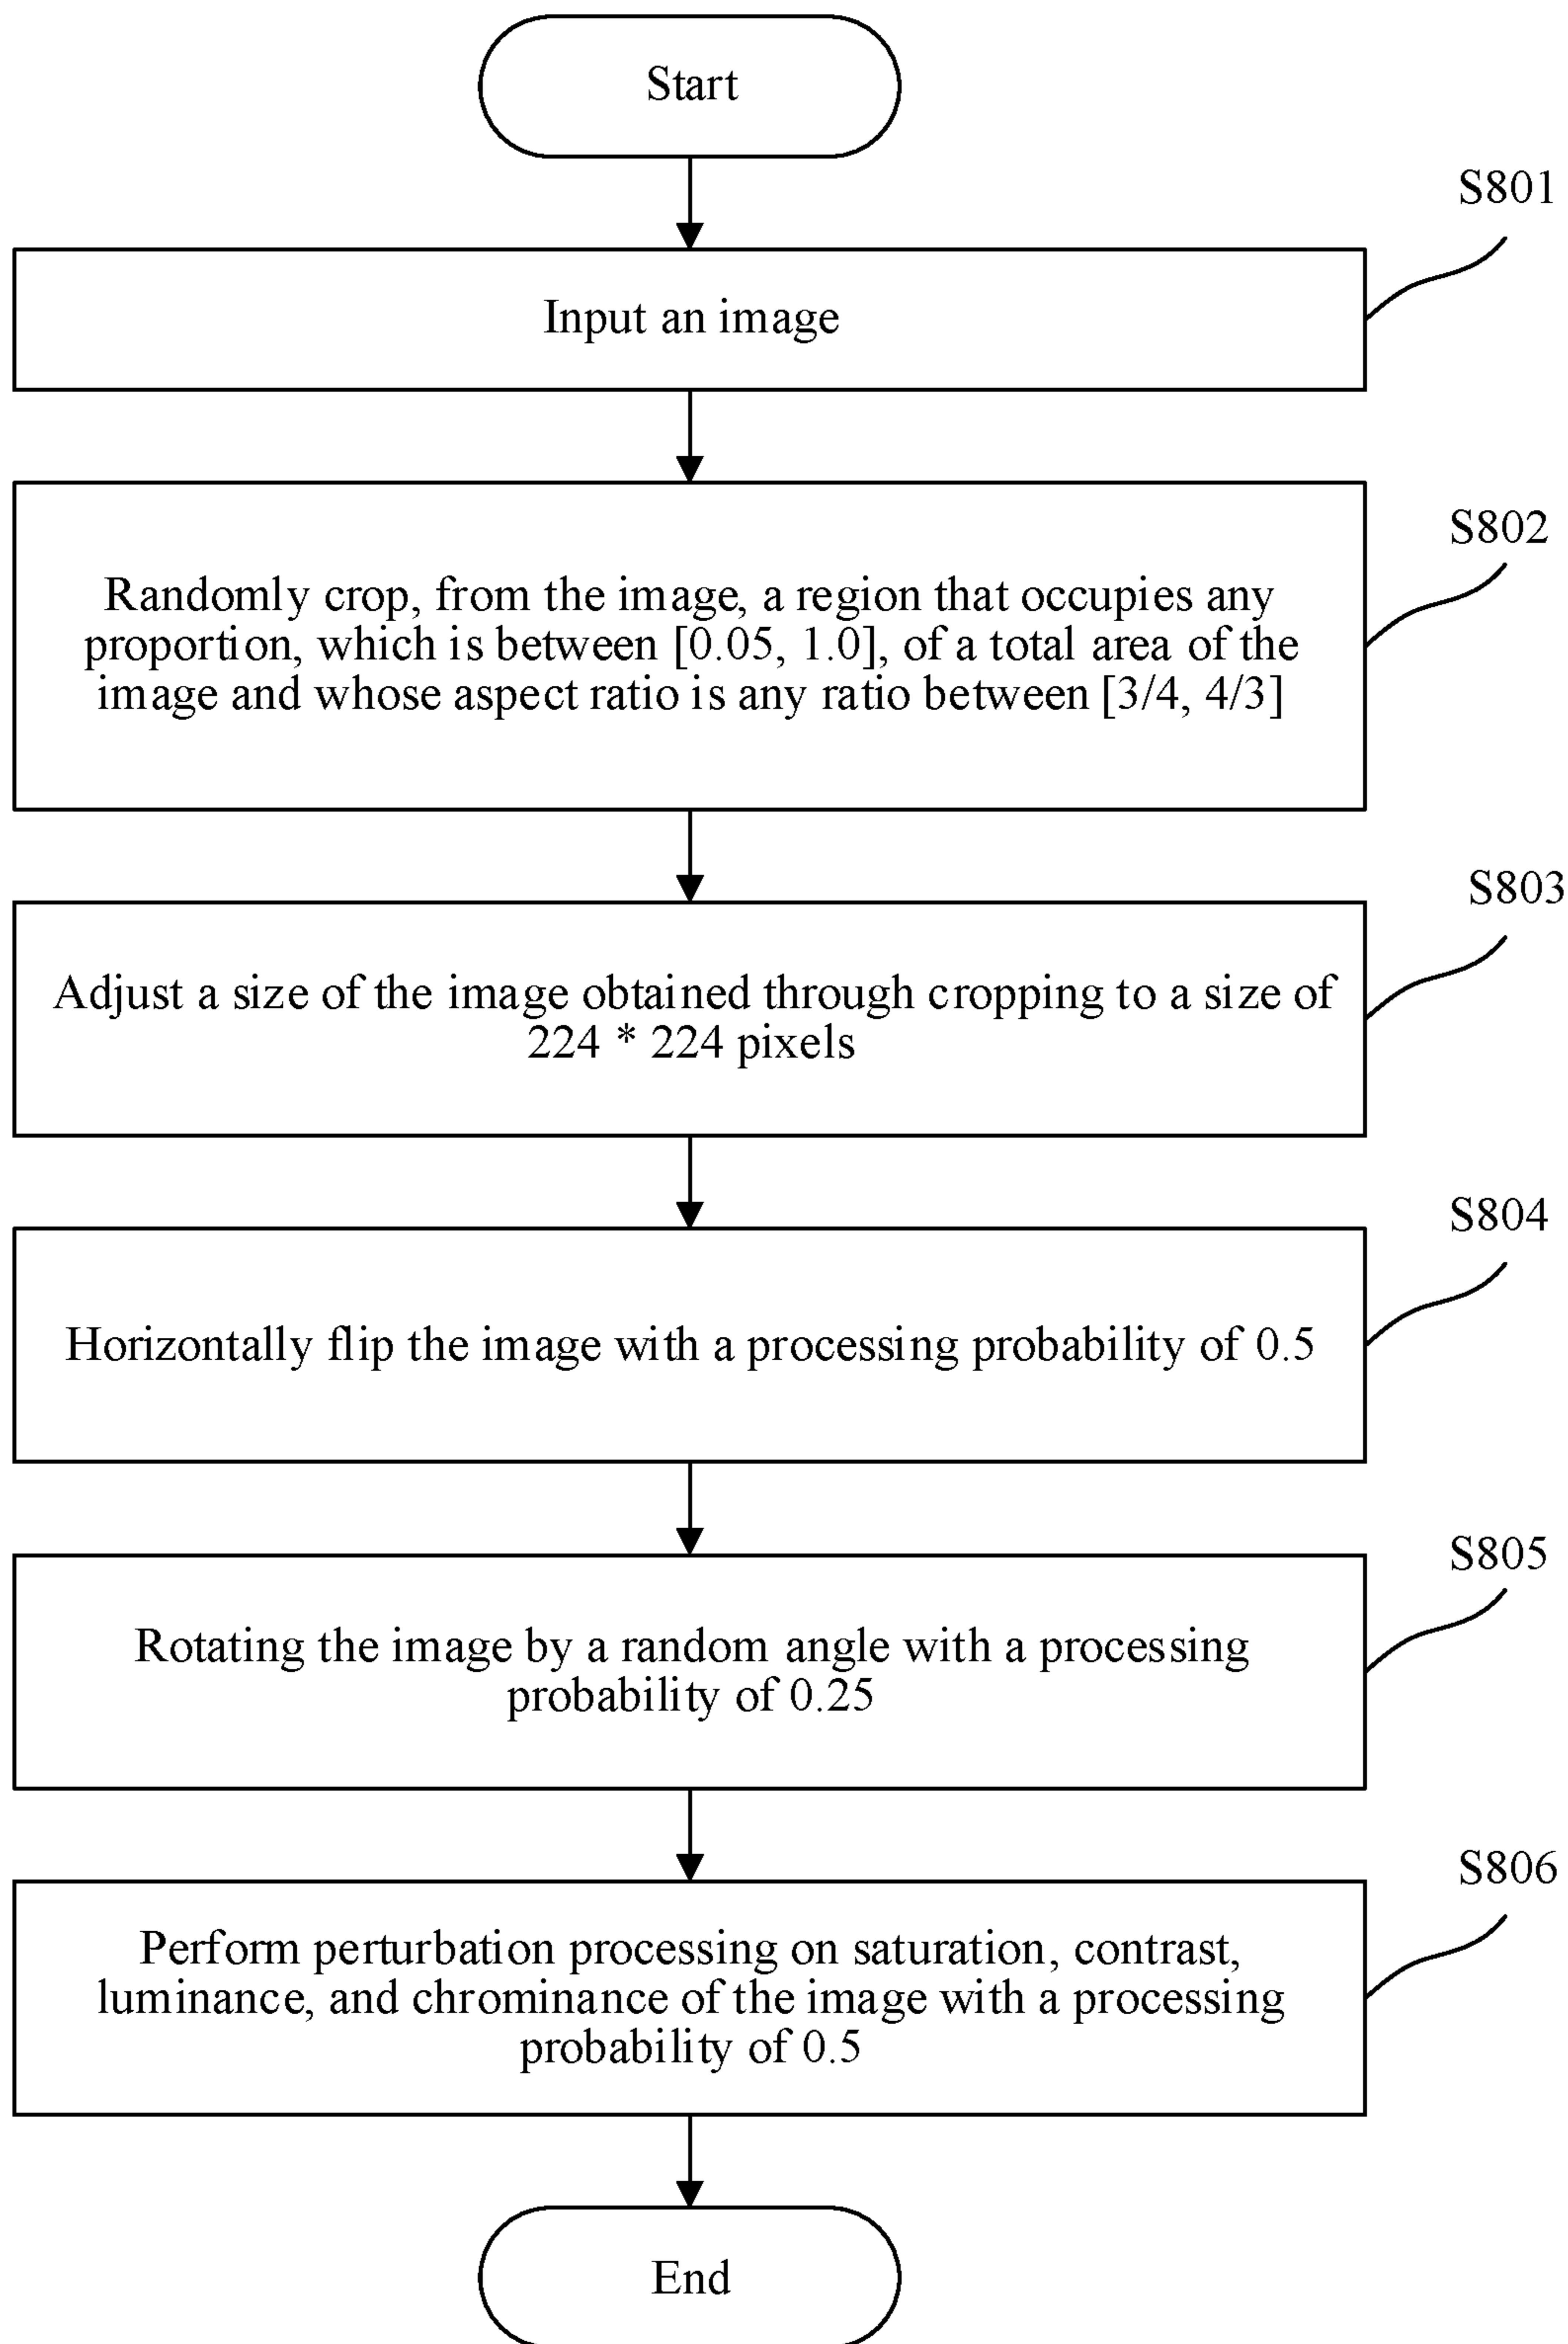 Start
S801
Input an image
S802
Randomly crop, from the image, a region that occupies any
proportion, which is between [0.05, 1.0], of a total area of the
image and whose aspect ratio is any ratio between [3/4, 4/3]
S803
Adjust a size of the image obtained through cropping to a size of
224 * 224 pixels
S804
Horizontally flip the image with a processing probability of 0.5
S805
Rotating the image by a random angle with a processing
probability of 0.25
S806
Perform perturbation processing on saturation, contrast,
luminance, and chrominance of the image with a processing
probability of 0.5
End